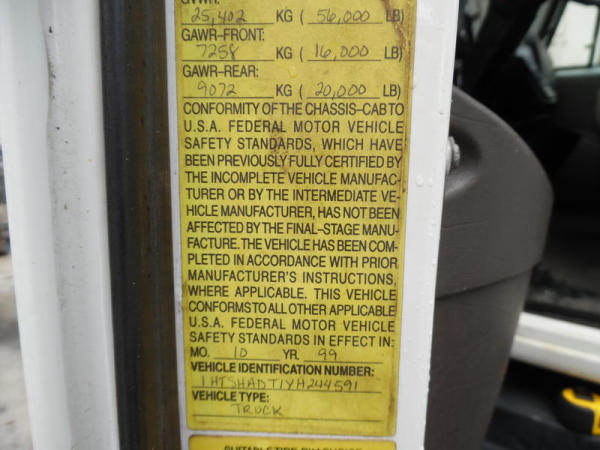 GVWR:
25,402 KG ( 56,000 LB)
GAWR-FRONT:
7258 KG ( 16,000 LB)
GAWR-REAR:
9072 KG ( 20,000 LB)
CONFORMITY OF THE CHASSIS-CAB TO
U.S.A. FEDERAL MOTOR VEHICLE
SAFETY STANDARDS, WHICH HAVE
BEEN PREVIOUSLY FULLY CERTIFIED BY
THE INCOMPLETE VEHICLE MANUFAC-
TURER OR BY THE INTERMEDIATE VE-
HICLE MANUFACTURER, HAS NOT BEEN
AFFECTED BY THE FINAL-STAGE MANU-
FACTURE. THE VEHICLE HAS BEEN COM-
PLETED IN ACCORDANCE WITH PRIOR
MANUFACTURER'S INSTRUCTIONS,
WHERE APPLICABLE. THIS VEHICLE
CONFORMS TO ALL OTHER APPLICABLE
U.S.A. FEDERAL MOTOR VEHICLE
SAFETY STANDARDS IN EFFECT IN:
MO. 10 YR. 99
VEHICLE IDENTIFICATION NUMBER:
1HTSHADT1YH244591
VEHICLE TYPE:
TRUCK